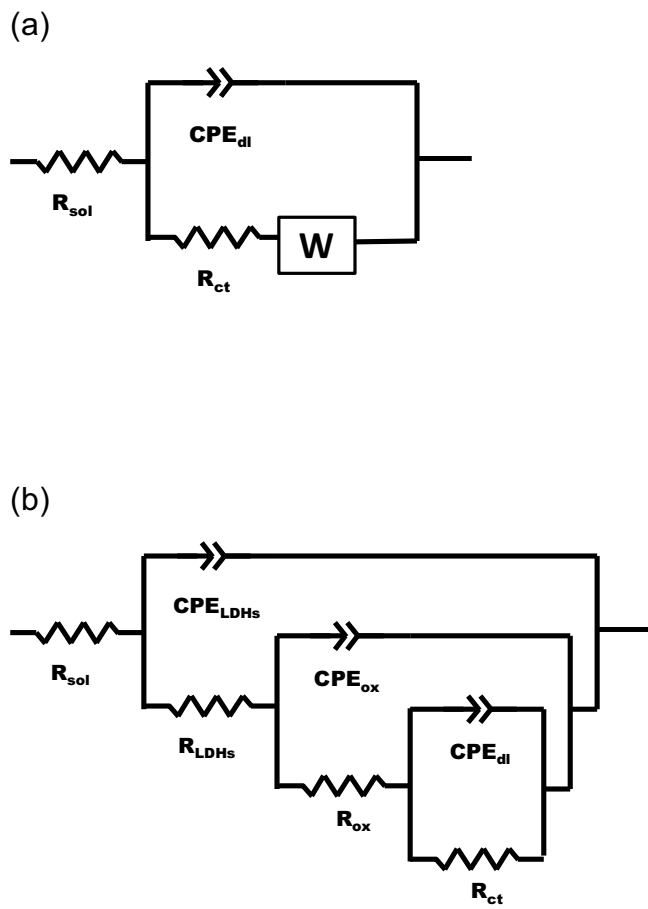 (a)
CPEdl
Rsol
W
Rct
(b)
CPELDHs
Rsol
CPEox
RLDHs
CPEdl
Rox
Rct